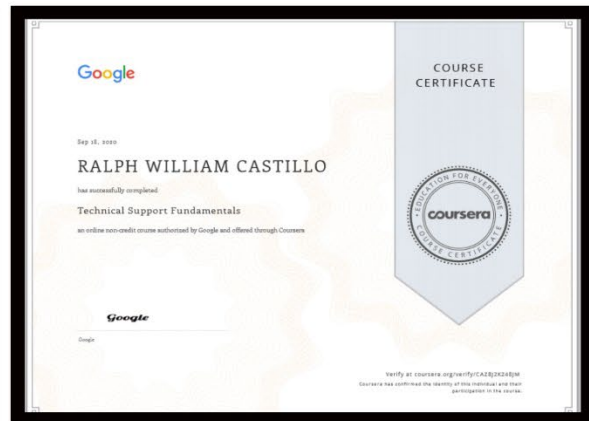 Google
COURSE
CERTIFICATE
Sep 18, 2020
RALPH WILLIAM CASTILLO
has successfully completed
Technical Support Fundamentals
an online non-credit course authorized by Google and offered through Coursera
EDUCATION FOR EVERYONE
coursera
COURSE CERTIFICATE
Google
Google
Verify at coursera.org/verify/
Coursera has confirmed the identity of this individual and their
participation in the course.